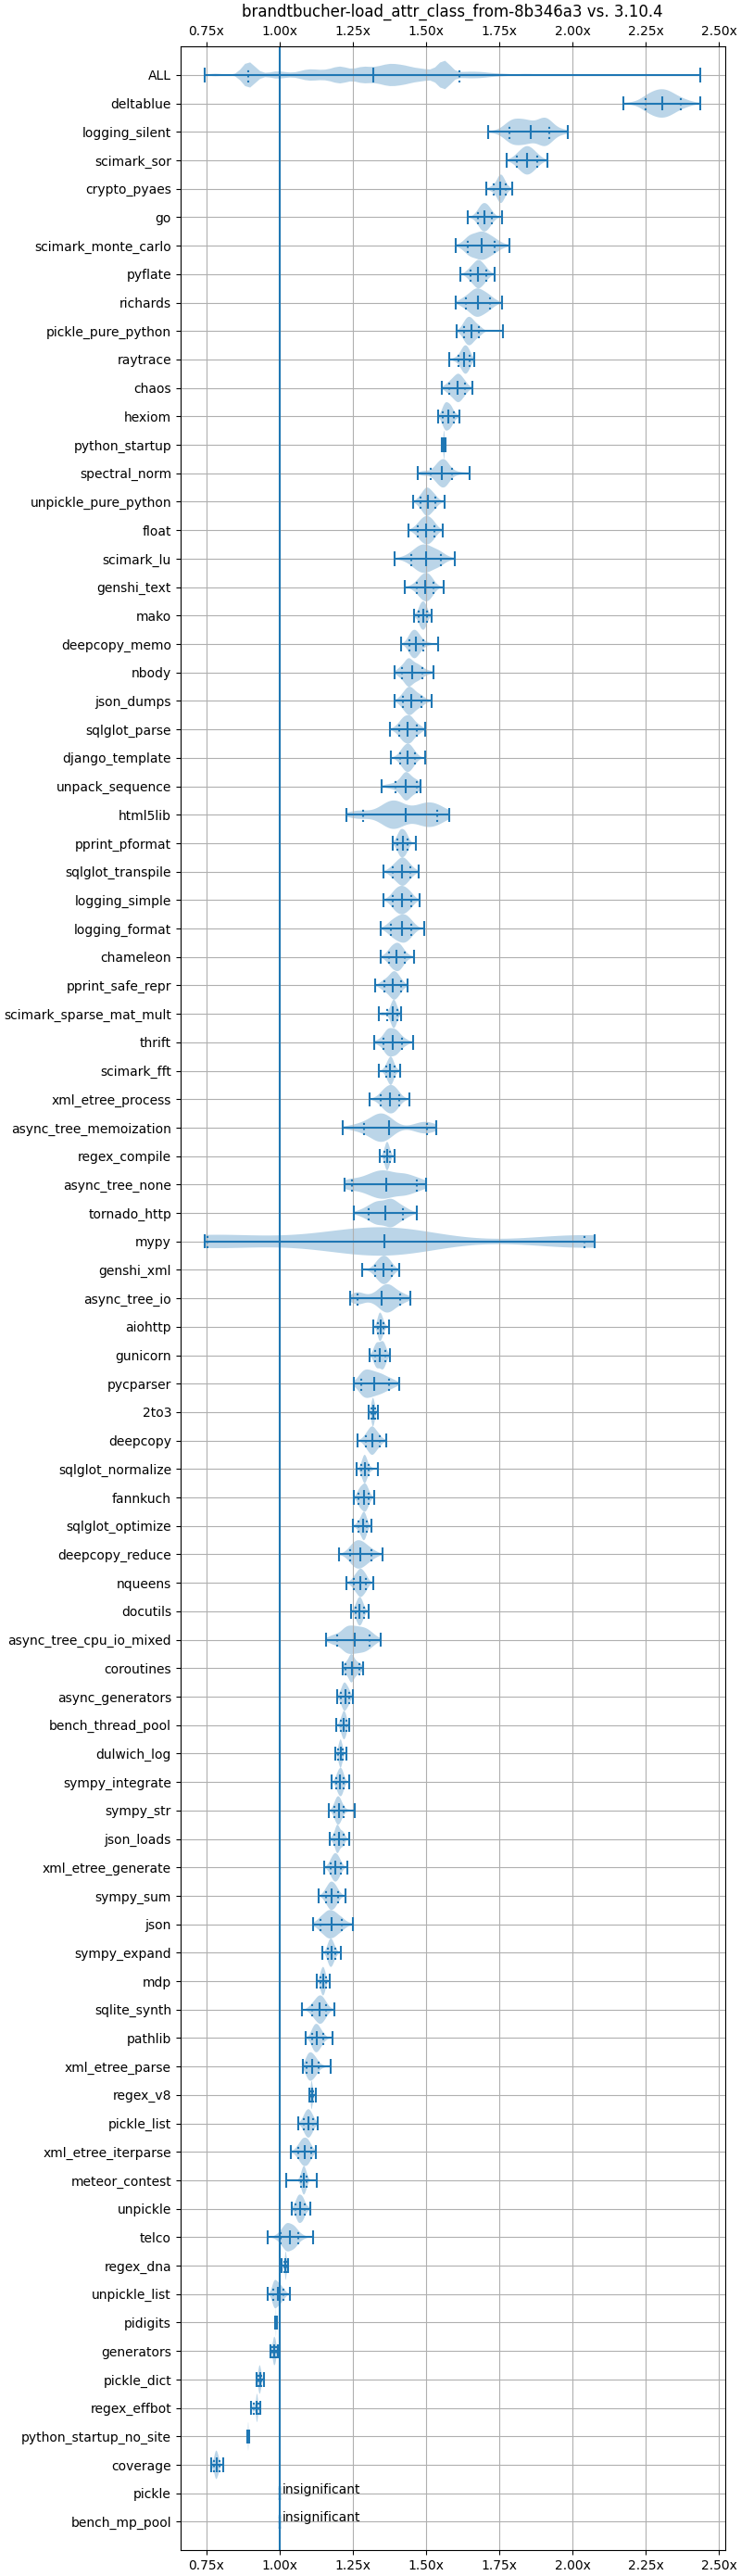 brandtbucher-load_attr_class_from-8b346a3 vs. 3.10.4
0.75x 1.00x 1.25x 1.50x 1.75x 2.00x 2.25x 2.50x
ALL
deltablue
logging_silent
scimark_sor
crypto_pyaes
go
scimark_monte_carlo
pyflate
richards
pickle_pure_python
raytrace
chaos
hexiom
python_startup
spectral_norm
unpickle_pure_python
float
scimark_lu
genshi_text
mako
deepcopy_memo
nbody
json_dumps
sqlglot_parse
django_template
unpack_sequence
html5lib
pprint_pformat
sqlglot_transpile
logging_simple
logging_format
chameleon
pprint_safe_repr
scimark_sparse_mat_mult
thrift
scimark_fft
xml_etree_process
async_tree_memoization
regex_compile
async_tree_none
tornado_http
mypy
genshi_xml
async_tree_io
aiohttp
gunicorn
pycparser
2to3
deepcopy
sqlglot_normalize
fannkuch
sqlglot_optimize
deepcopy_reduce
nqueens
docutils
async_tree_cpu_io_mixed
coroutines
async_generators
bench_thread_pool
dulwich_log
sympy_integrate
sympy_str
json_loads
xml_etree_generate
sympy_sum
json
sympy_expand
mdp
sqlite_synth
pathlib
xml_etree_parse
regex_v8
pickle_list
xml_etree_iterparse
meteor_contest
unpickle
telco
regex_dna
unpickle_list
pidigits
generators
pickle_dict
regex_effbot
python_startup_no_site
coverage
pickle insignificant
bench_mp_pool insignificant
0.75x 1.00x 1.25x 1.50x 1.75x 2.00x 2.25x 2.50x